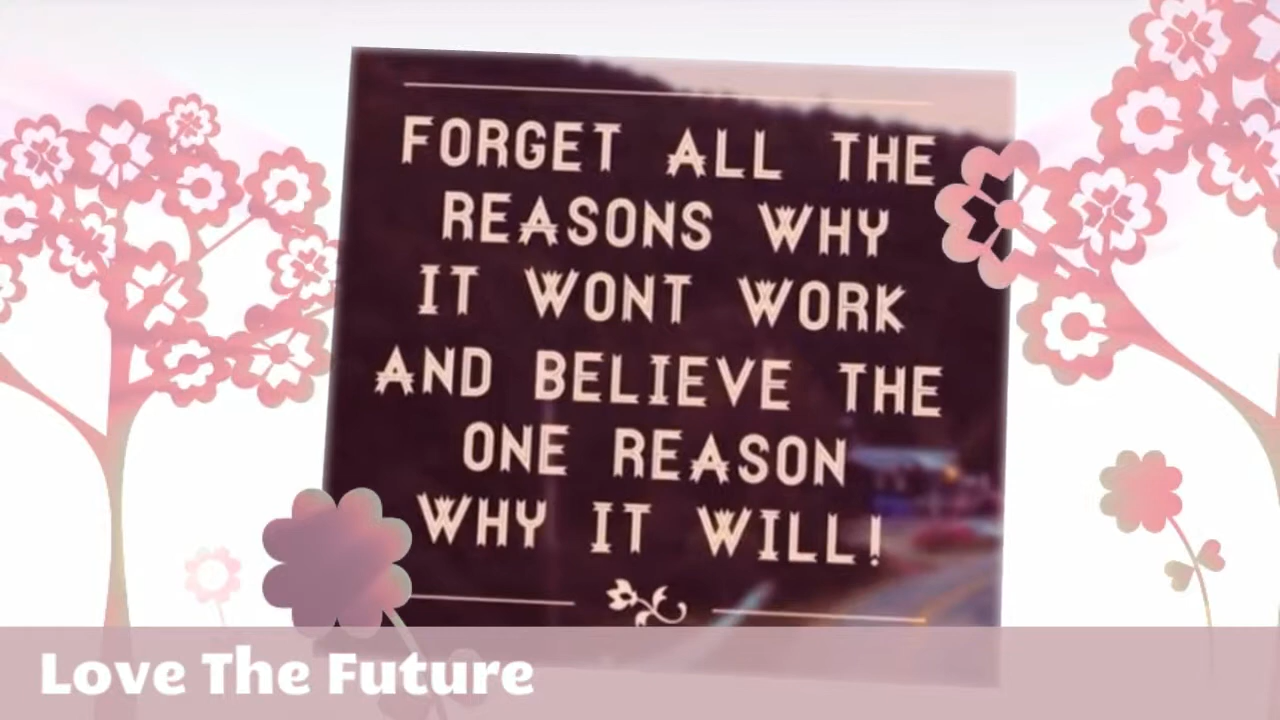 FORGET ALL THE
REASONS WHY
IT WONT WORK
AND BELIEVE THE
ONE REASON
WHY IT WILL!
Love The Future